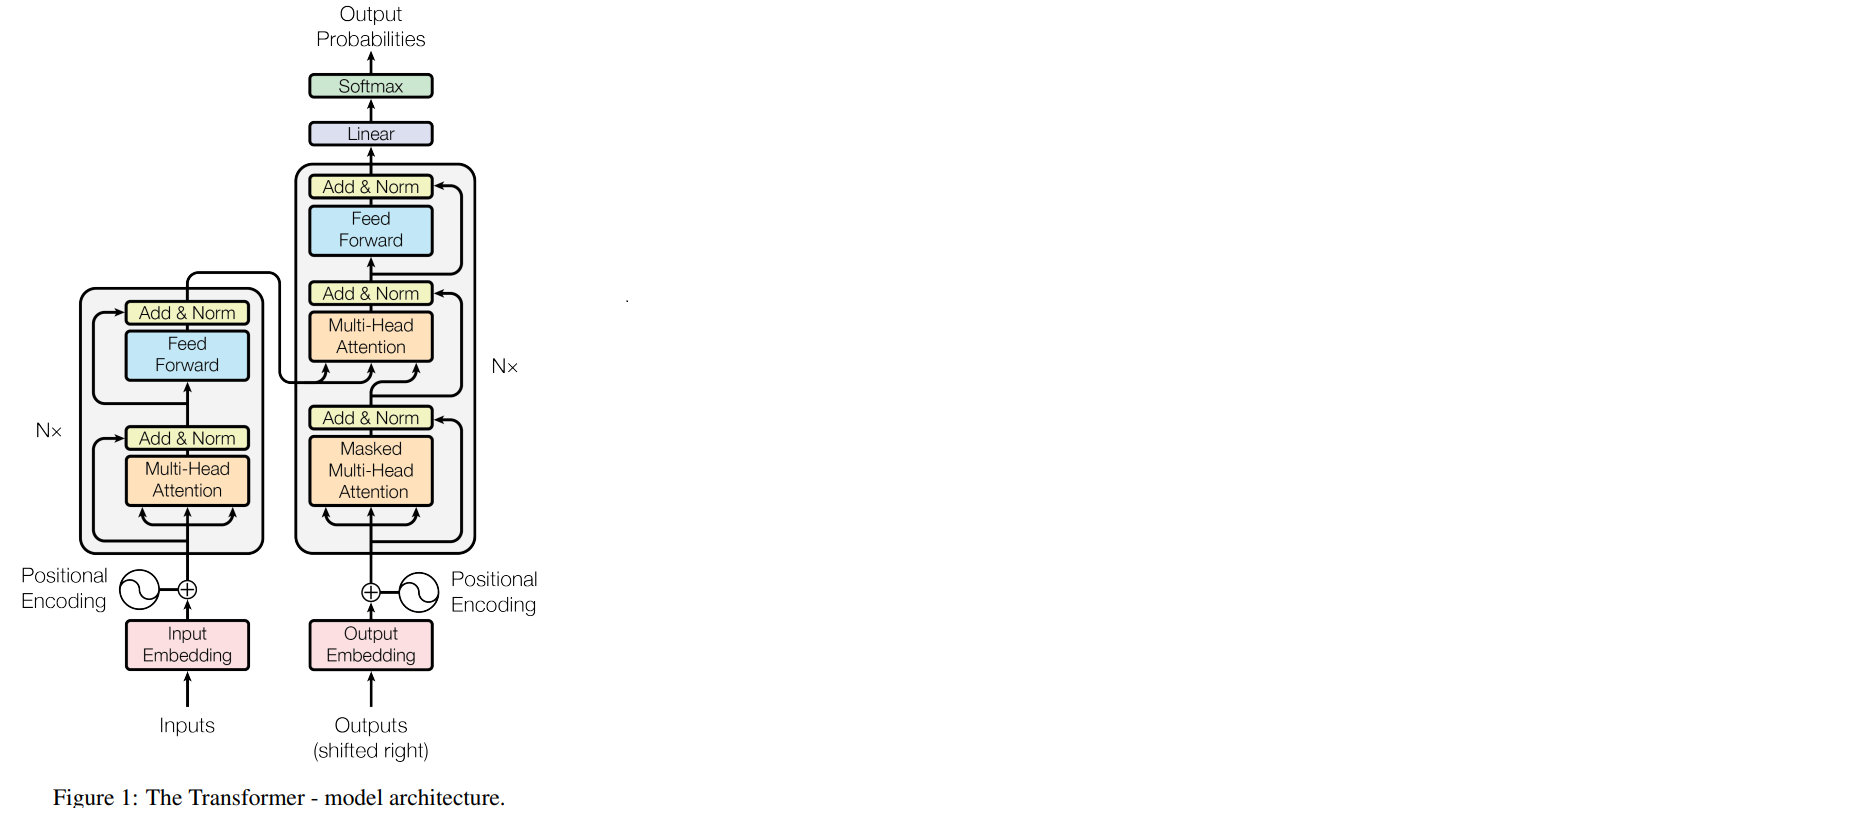 Output
Probabilities
Softmax
Linear
Add & Norm
Feed
Forward
Add & Norm
Multi-Head
Attention
N×
Add & Norm
Masked
Multi-Head
Attention
Add & Norm
Feed
Forward
N×
Add & Norm
Multi-Head
Attention
Positional
Encoding
Positional
Encoding
Input
Embedding
Output
Embedding
Inputs
Outputs
(shifted right)
Figure 1: The Transformer - model architecture.